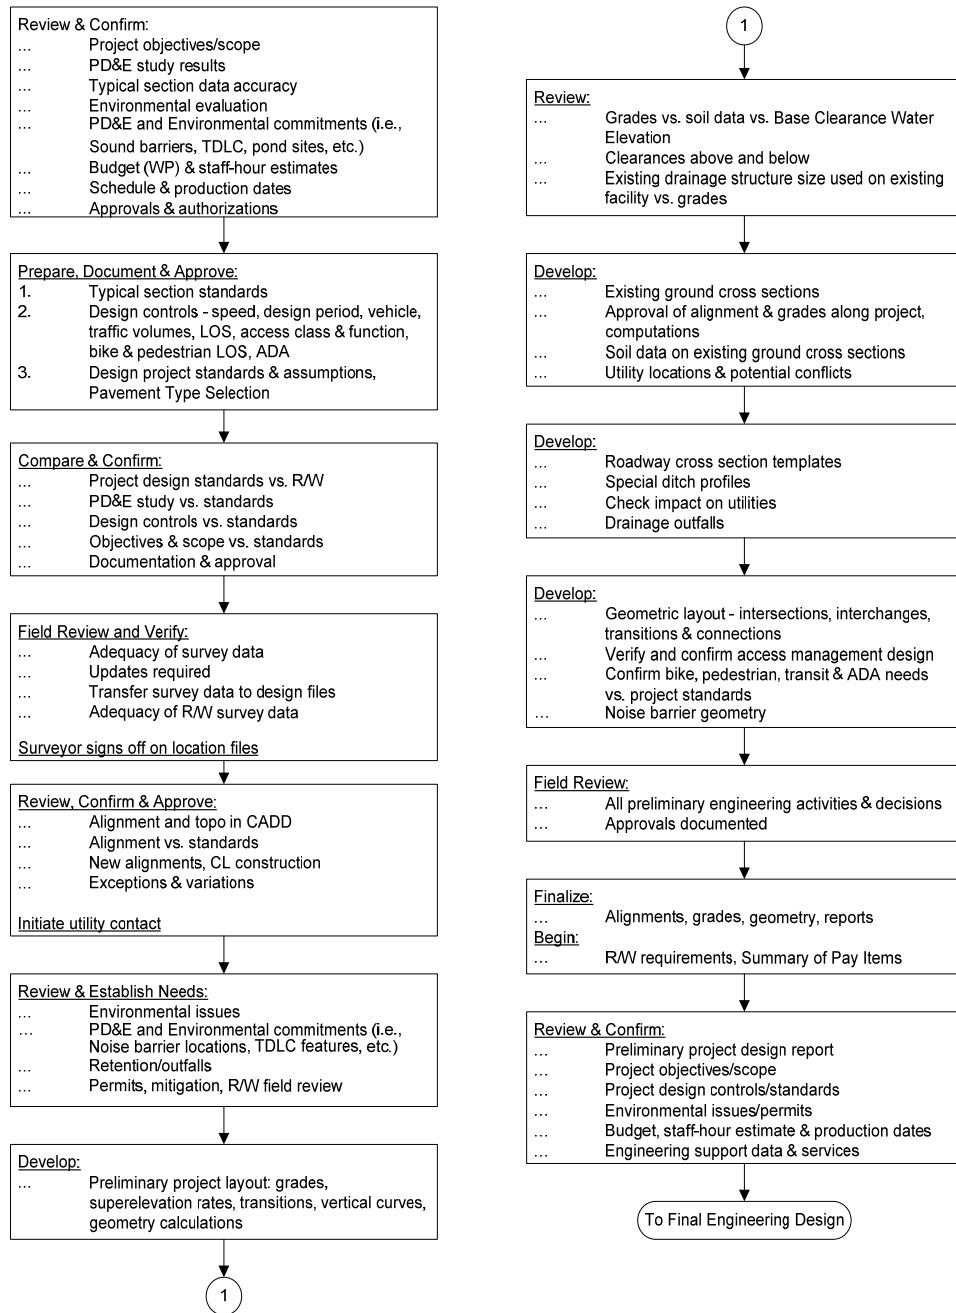 Review & Confirm:
... Project objectives/scope
... PD&E study results
... Typical section data accuracy
... Environmental evaluation
... PD&E and Environmental commitments (i.e.,
Sound barriers, TDLC, pond sites, etc.)
... Budget (WP) & staff-hour estimates
... Schedule & production dates
... Approvals & authorizations
Prepare, Document & Approve:
1. Typical section standards
2. Design controls - speed, design period, vehicle,
traffic volumes, LOS, access class & function,
bike & pedestrian LOS, ADA
3. Design project standards & assumptions,
Pavement Type Selection
Compare & Confirm:
... Project design standards vs. R/W
... PD&E study vs. standards
... Design controls vs. standards
... Objectives & scope vs. standards
... Documentation & approval
Field Review and Verify:
... Adequacy of survey data
... Updates required
... Transfer survey data to design files
... Adequacy of R/W survey data
Surveyor signs off on location files
Review, Confirm & Approve:
... Alignment and topo in CADD
... Alignment vs. standards
... New alignments, CL construction
... Exceptions & variations
Initiate utility contact
Review & Establish Needs:
... Environmental issues
... PD&E and Environmental commitments (i.e.,
Noise barrier locations, TDLC features, etc.)
... Retention/outfalls
... Permits, mitigation, R/W field review
Develop:
... Preliminary project layout: grades,
superelevation rates, transitions, vertical curves,
geometry calculations
1
1
Review:
... Grades vs. soil data vs. Base Clearance Water
Elevation
... Clearances above and below
... Existing drainage structure size used on existing
facility vs. grades
Develop:
... Existing ground cross sections
... Approval of alignment & grades along project,
computations
... Soil data on existing ground cross sections
... Utility locations & potential conflicts
Develop:
... Roadway cross section templates
... Special ditch profiles
... Check impact on utilities
... Drainage outfalls
Develop:
... Geometric layout - intersections, interchanges,
transitions & connections
... Verify and confirm access management design
... Confirm bike, pedestrian, transit & ADA needs
vs. project standards
... Noise barrier geometry
Field Review:
... All preliminary engineering activities & decisions
... Approvals documented
Finalize:
... Alignments, grades, geometry, reports
Begin:
... R/W requirements, Summary of Pay Items
Review & Confirm:
... Preliminary project design report
... Project objectives/scope
... Project design controls/standards
... Environmental issues/permits
... Budget, staff-hour estimate & production dates
... Engineering support data & services
To Final Engineering Design